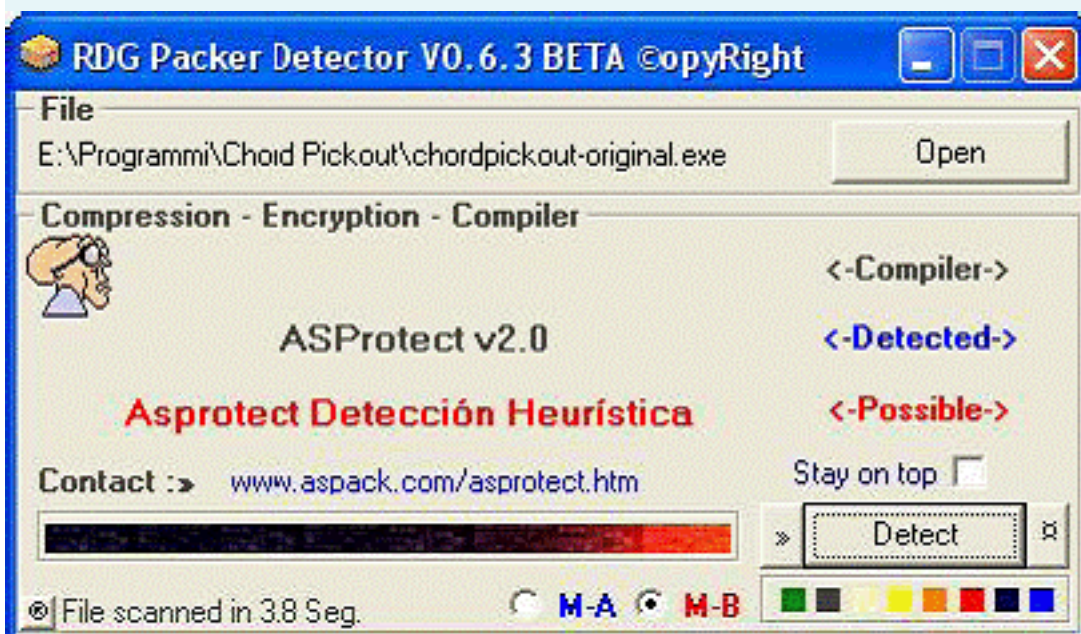 RDG Packer Detector V0.6.3 BETA ©opyRight
File
E:\Programmi\Chord Pickout\chordpickout-original.exe
Open
Compression - Encryption - Compiler
<-Compiler->
ASProtect v2.0
<-Detected->
Asprotect Detección Heurística
<-Possible->
Contact :»
www.aspack.com/asprotect.htm
Stay on top
»
Detect
¤
® File scanned in 3.8 Seg.
M-A
M-B